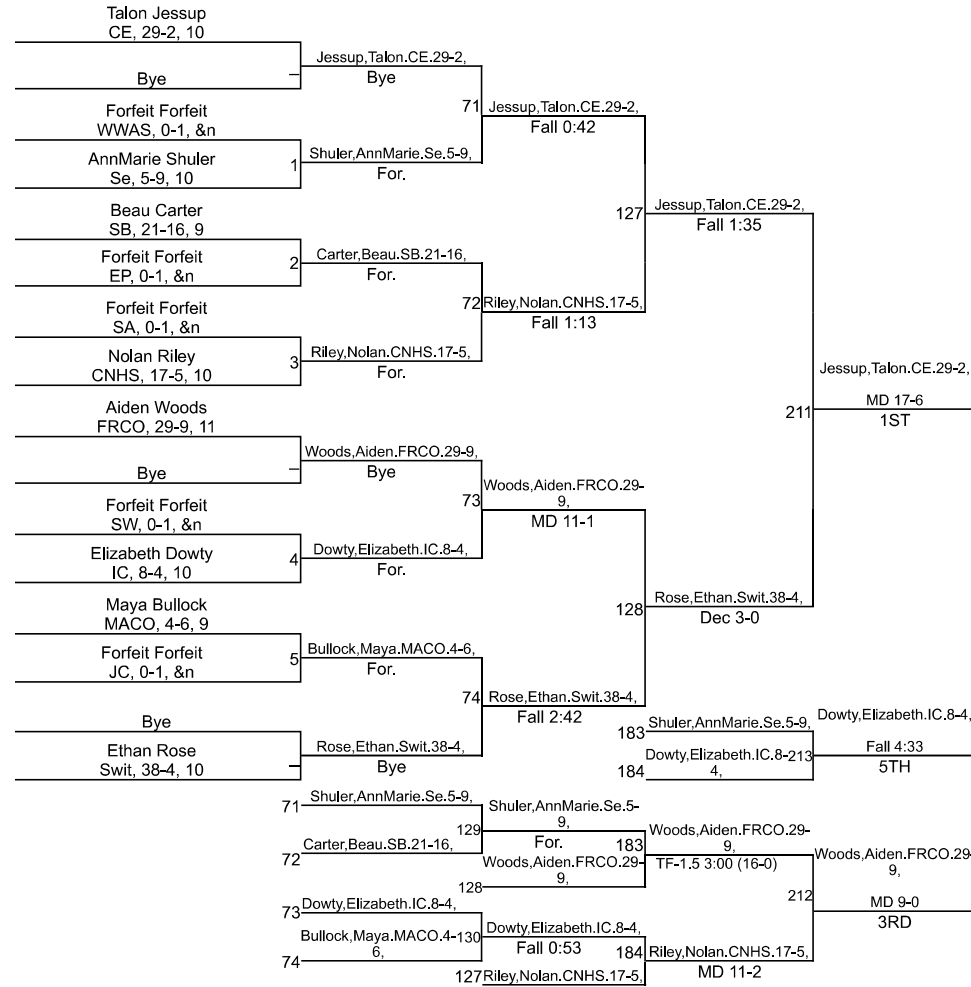 Talon Jessup
CE, 29-2, 10
Bye
Forfeit Forfeit
WWAS, 0-1, &n
AnnMarie Shuler
Se, 5-9, 10
Beau Carter
SB, 21-16, 9
Forfeit Forfeit
EP, 0-1, &n
Forfeit Forfeit
SA, 0-1, &n
Nolan Riley
CNHS, 17-5, 10
Aiden Woods
FRCO, 29-9, 11
Bye
Forfeit Forfeit
SW, 0-1, &n
Elizabeth Dowty
IC, 8-4, 10
Maya Bullock
MACO, 4-6, 9
Forfeit Forfeit
JC, 0-1, &n
Bye
Ethan Rose
Swit, 38-4, 10
–
Jessup,Talon.CE.29-2,
Bye
1
Shuler,AnnMarie.Se.5-9,
For.
2
Carter,Beau.SB.21-16,
For.
3
Riley,Nolan.CNHS.17-5,
For.
–
Woods,Aiden.FRCO.29-9,
Bye
4
Dowty,Elizabeth.IC.8-4,
For.
5
Bullock,Maya.MACO.4-6,
For.
–
Rose,Ethan.Swit.38-4,
Bye
71
Jessup,Talon.CE.29-2,
Fall 0:42
72
Riley,Nolan.CNHS.17-5,
Fall 1:13
73
Woods,Aiden.FRCO.29-
9,
MD 11-1
74
Rose,Ethan.Swit.38-4,
Fall 2:42
127
Jessup,Talon.CE.29-2,
Fall 1:35
128
Rose,Ethan.Swit.38-4,
Dec 3-0
211
Jessup,Talon.CE.29-2,
MD 17-6
1ST
183
Shuler,AnnMarie.Se.5-9,
184
Dowty,Elizabeth.IC.8-
4,
213
Dowty,Elizabeth.IC.8-4,
Fall 4:33
5TH
71
Shuler,AnnMarie.Se.5-9,
72
Carter,Beau.SB.21-16,
129
Shuler,AnnMarie.Se.5-
9,
For.
128
Woods,Aiden.FRCO.29-
9,
183
Woods,Aiden.FRCO.29-
9,
TF-1.5 3:00 (16-0)
73
Dowty,Elizabeth.IC.8-4,
74
Bullock,Maya.MACO.4-
6,
130
Dowty,Elizabeth.IC.8-4,
Fall 0:53
127
Riley,Nolan.CNHS.17-5,
184
Riley,Nolan.CNHS.17-5,
MD 11-2
212
Woods,Aiden.FRCO.29-
9,
MD 9-0
3RD